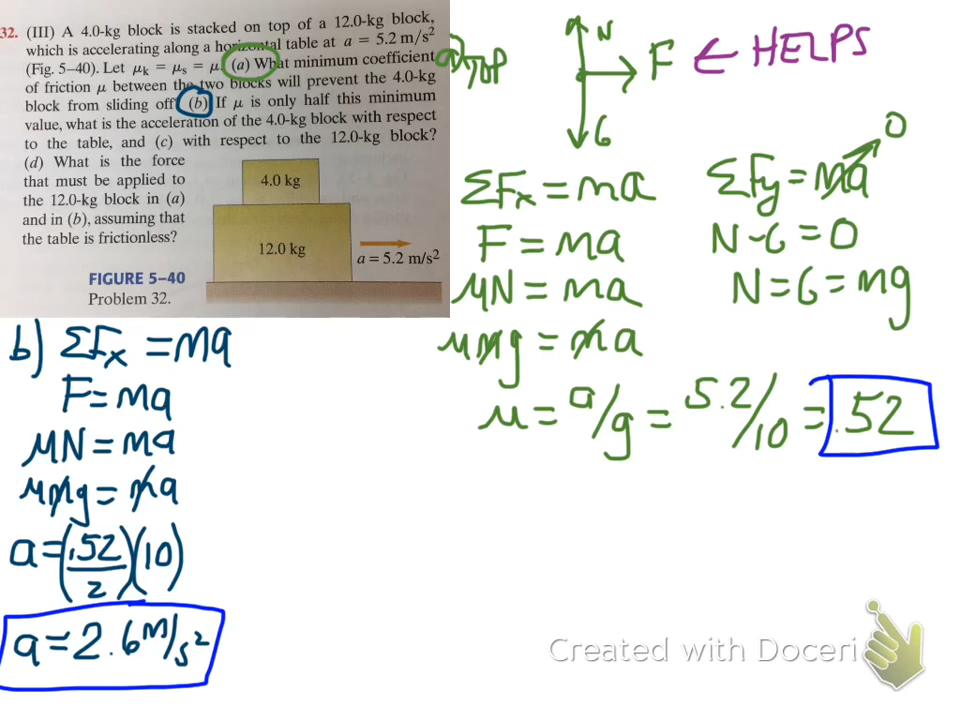 32. (III) A 4.0-kg block is stacked on top of a 12.0-kg block,
which is accelerating along a horizontal table at a = 5.2 m/s²
(Fig. 5–40). Let μk = μs = μ. (a) What minimum coefficient
of friction μ between the two blocks will prevent the 4.0-kg
block from sliding off? (b) If μ is only half this minimum
value, what is the acceleration of the 4.0-kg block with respect
to the table, and (c) with respect to the 12.0-kg block?
(d) What is the force
that must be applied to
the 12.0-kg block in (a)
and in (b), assuming that
the table is frictionless?
4.0 kg
12.0 kg
a = 5.2 m/s²
FIGURE 5–40
Problem 32.
a) TOP
N
F ← HELPS
G
ΣFx = ma
F = ma
μN = ma
μmg = ma
μ = a/g = 5.2/10 = .52
ΣFy = ma 0
N-G = 0
N = G = mg
b) ΣFx = ma
F = ma
μN = ma
μmg = ma
a = (.52/2)(10)
a = 2.6 m/s²
Created with Doceri